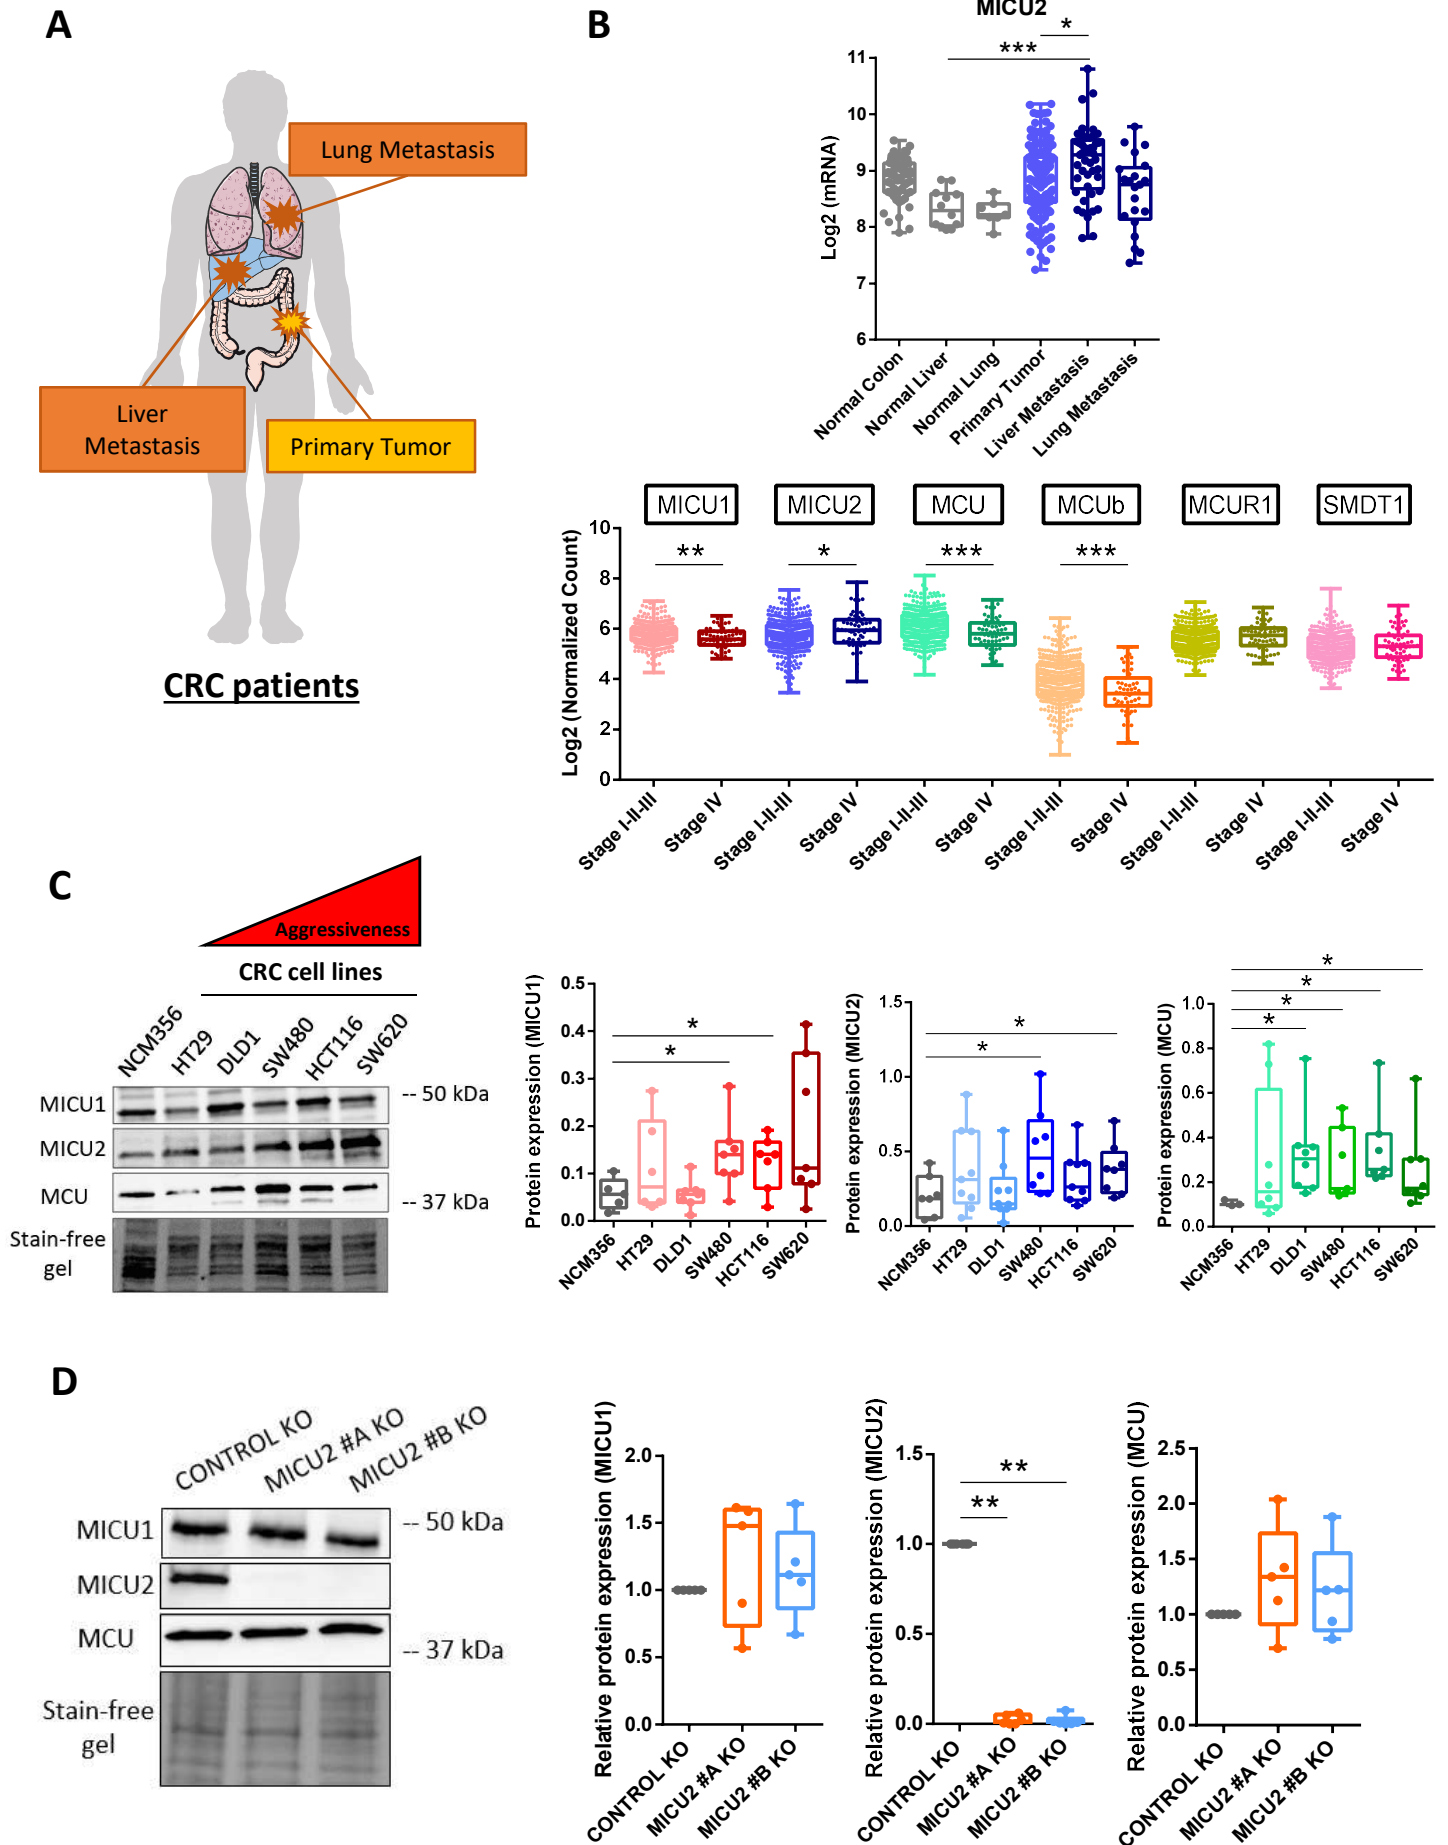 A
Lung Metastasis
Liver
Metastasis
Primary Tumor
CRC patients
B
MICU2
*
***
Log2 (mRNA)
11
10
9
8
7
6
Normal Colon
Normal Liver
Normal Lung
Primary Tumor
Liver Metastasis
Lung Metastasis
MICU1
MICU2
MCU
MCUb
MCUR1
SMDT1
**
*
***
***
Log2 (Normalized Count)
10
8
6
4
2
0
Stage I-II-III
Stage IV
Stage I-II-III
Stage IV
Stage I-II-III
Stage IV
Stage I-II-III
Stage IV
Stage I-II-III
Stage IV
Stage I-II-III
Stage IV
C
Aggressiveness
CRC cell lines
NCM356
HT29
DLD1
SW480
HCT116
SW620
MICU1
MICU2
MCU
Stain-free
gel
-- 50 kDa
-- 37 kDa
Protein expression (MICU1)
0.5
0.4
0.3
0.2
0.1
0.0
*
*
NCM356
HT29
DLD1
SW480
HCT116
SW620
Protein expression (MICU2)
1.5
1.0
0.5
0.0
*
*
NCM356
HT29
DLD1
SW480
HCT116
SW620
Protein expression (MCU)
1.0
0.8
0.6
0.4
0.2
0.0
*
*
*
*
NCM356
HT29
DLD1
SW480
HCT116
SW620
D
CONTROL KO
MICU2 #A KO
MICU2 #B KO
MICU1
MICU2
MCU
Stain-free
gel
-- 50 kDa
-- 37 kDa
Relative protein expression (MICU1)
2.0
1.5
1.0
0.5
0.0
CONTROL KO
MICU2 #A KO
MICU2 #B KO
Relative protein expression (MICU2)
1.5
1.0
0.5
0.0
**
**
CONTROL KO
MICU2 #A KO
MICU2 #B KO
Relative protein expression (MCU)
2.5
2.0
1.5
1.0
0.5
0.0
CONTROL KO
MICU2 #A KO
MICU2 #B KO